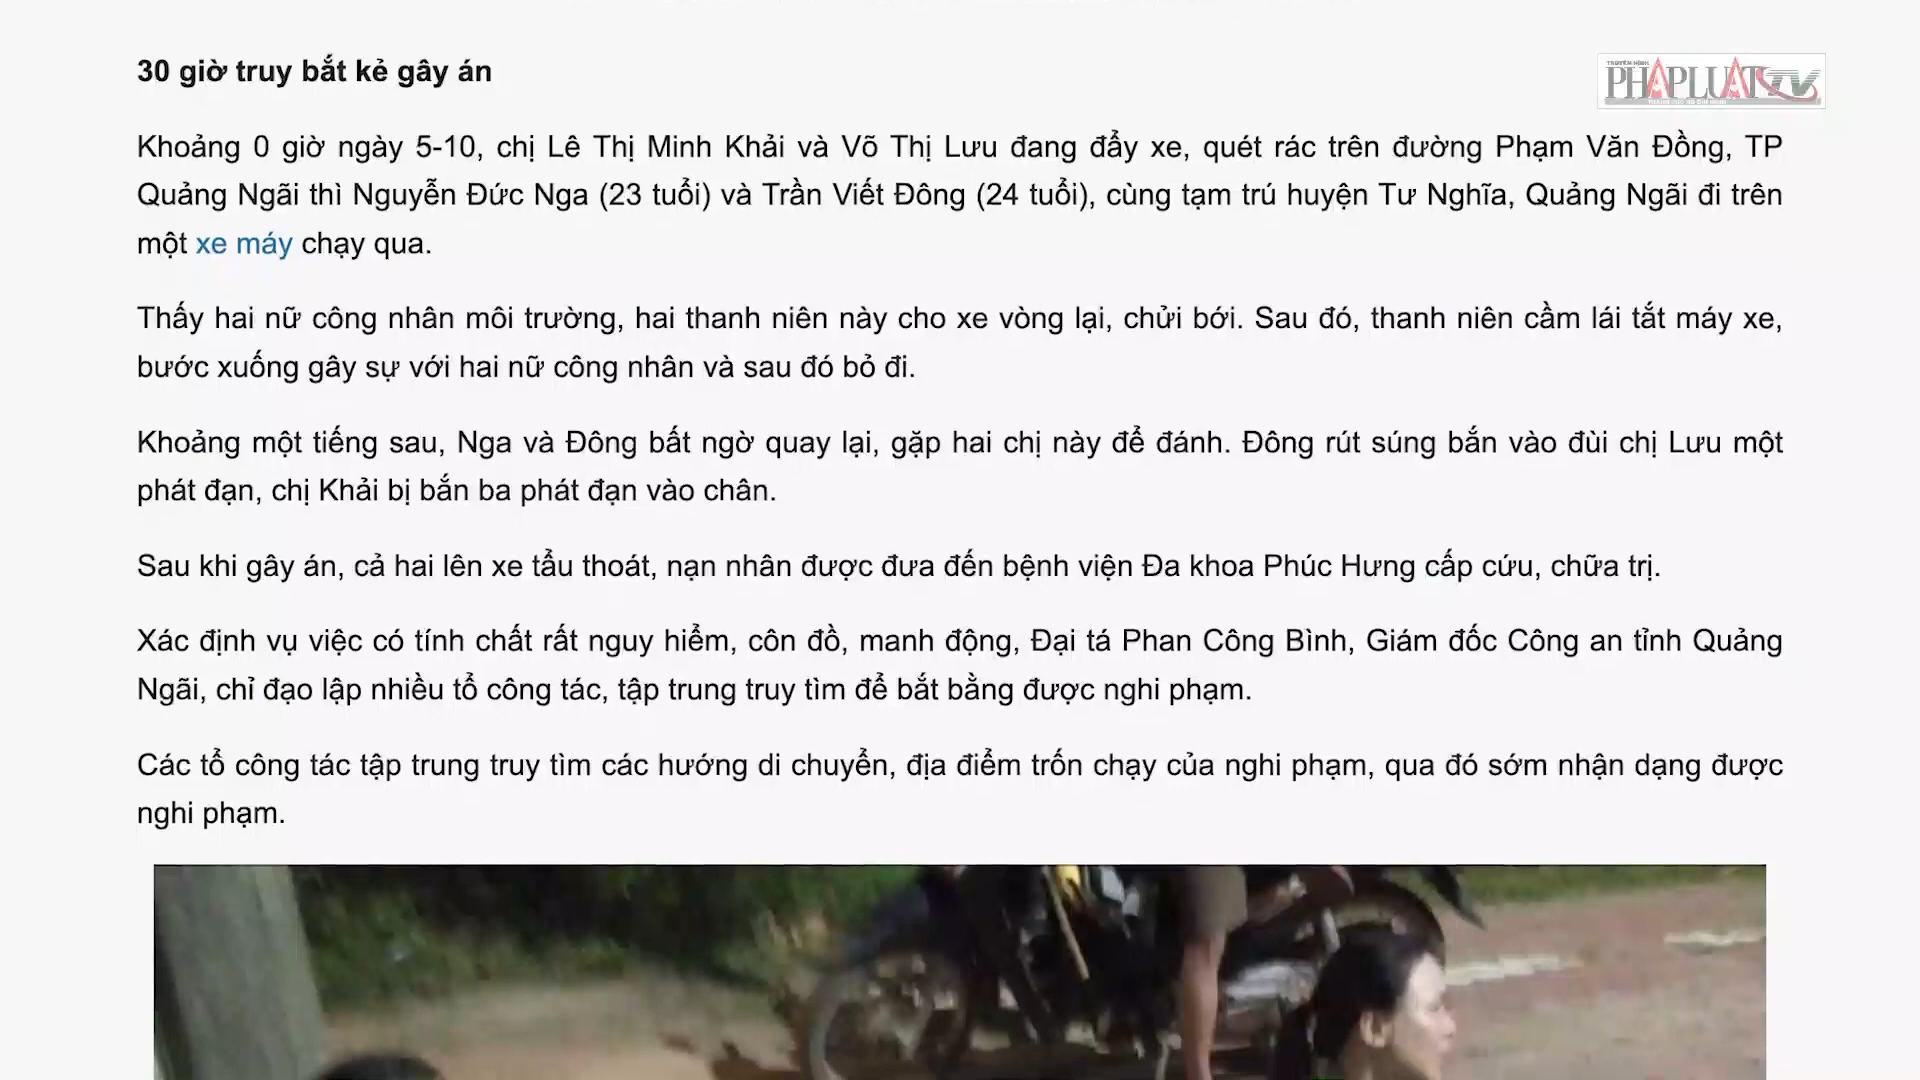 30 giờ truy bắt kẻ gây án
TRUYỀN HÌNH
PHÁPLUẬTTV
Khoảng 0 giờ ngày 5-10, chị Lê Thị Minh Khải và Võ Thị Lưu đang đẩy xe, quét rác trên đường Phạm Văn Đồng, TP
Quảng Ngãi thì Nguyễn Đức Nga (23 tuổi) và Trần Viết Đông (24 tuổi), cùng tạm trú huyện Tư Nghĩa, Quảng Ngãi đi trên
một xe máy chạy qua.
Thấy hai nữ công nhân môi trường, hai thanh niên này cho xe vòng lại, chửi bới. Sau đó, thanh niên cầm lái tắt máy xe,
bước xuống gây sự với hai nữ công nhân và sau đó bỏ đi.
Khoảng một tiếng sau, Nga và Đông bất ngờ quay lại, gặp hai chị này để đánh. Đông rút súng bắn vào đùi chị Lưu một
phát đạn, chị Khải bị bắn ba phát đạn vào chân.
Sau khi gây án, cả hai lên xe tẩu thoát, nạn nhân được đưa đến bệnh viện Đa khoa Phúc Hưng cấp cứu, chữa trị.
Xác định vụ việc có tính chất rất nguy hiểm, côn đồ, manh động, Đại tá Phan Công Bình, Giám đốc Công an tỉnh Quảng
Ngãi, chỉ đạo lập nhiều tổ công tác, tập trung truy tìm để bắt bằng được nghi phạm.
Các tổ công tác tập trung truy tìm các hướng di chuyển, địa điểm trốn chạy của nghi phạm, qua đó sớm nhận dạng được
nghi phạm.